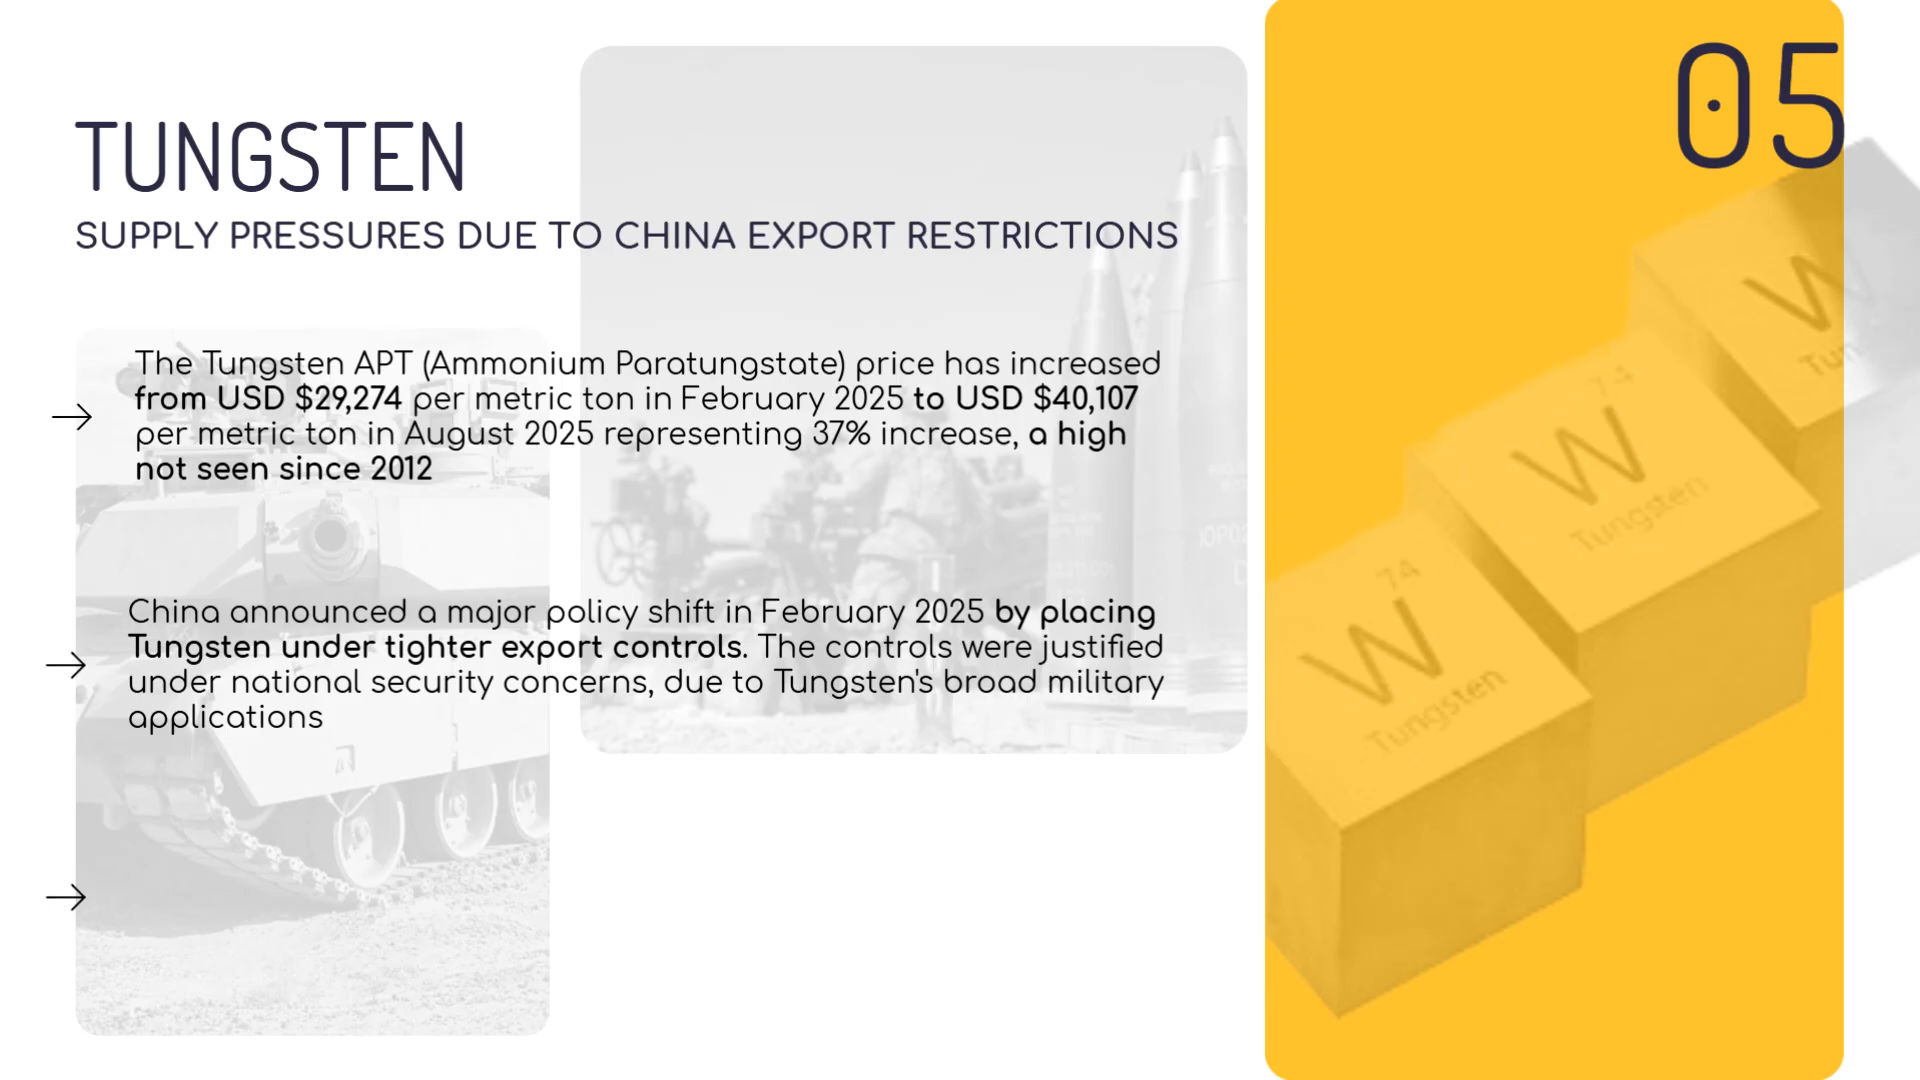 05
TUNGSTEN
SUPPLY PRESSURES DUE TO CHINA EXPORT RESTRICTIONS
The Tungsten APT (Ammonium Paratungstate) price has increased
from USD $29,274 per metric ton in February 2025 to USD $40,107
per metric ton in August 2025 representing 37% increase, a high
not seen since 2012
China announced a major policy shift in February 2025 by placing
Tungsten under tighter export controls. The controls were justified
under national security concerns, due to Tungsten's broad military
applications
W
Tun
74
W
Tungsten
74
W
Tungsten